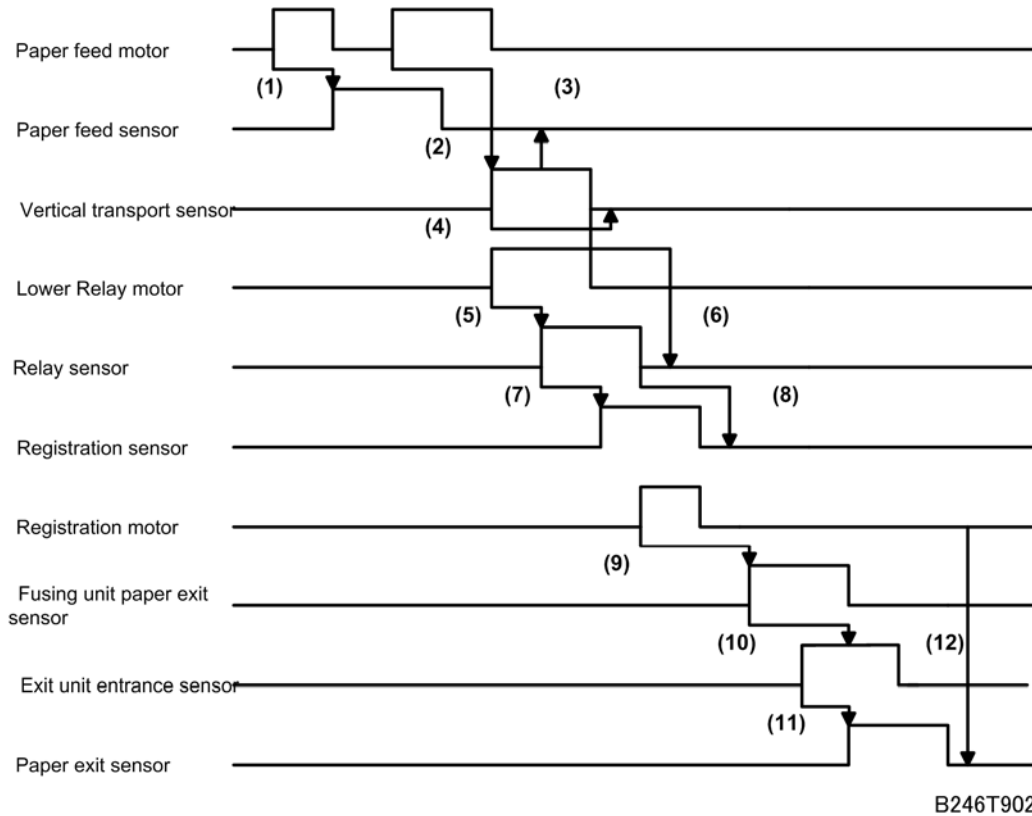 Paper feed motor
(1)
(3)
Paper feed sensor
(2)
Vertical transport sensor
(4)
Lower Relay motor
(5)
(6)
Relay sensor
(7)
(8)
Registration sensor
Registration motor
(9)
Fusing unit paper exit
sensor
(10)
(12)
Exit unit entrance sensor
(11)
Paper exit sensor
B246T902